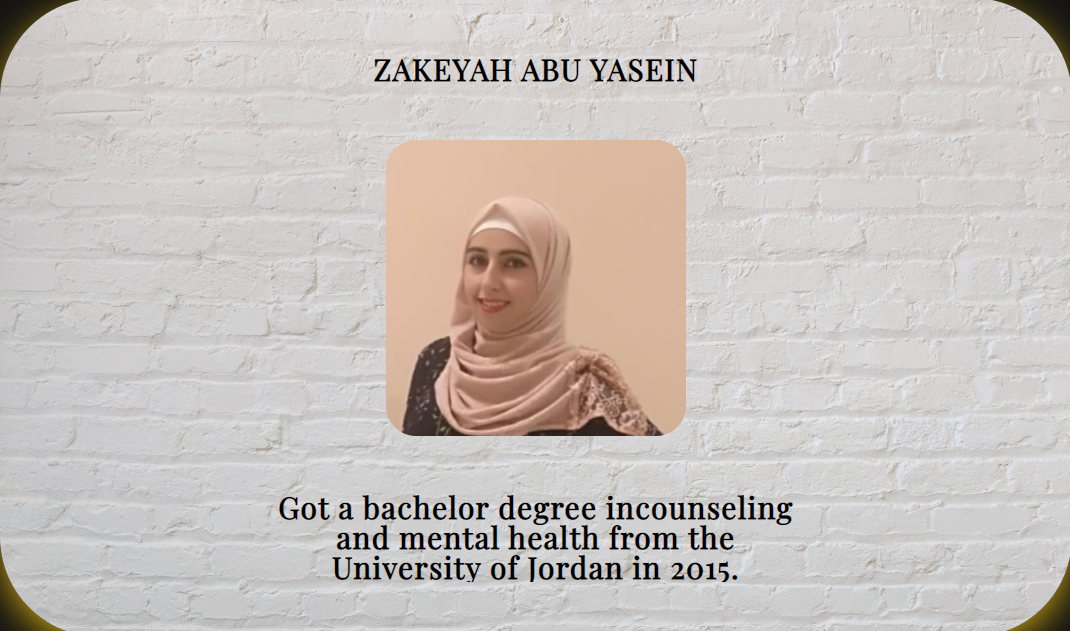 ZAKEYAH ABU YASEIN
Got a bachelor degree incounseling
and mental health from the
University of Jordan in 2015.